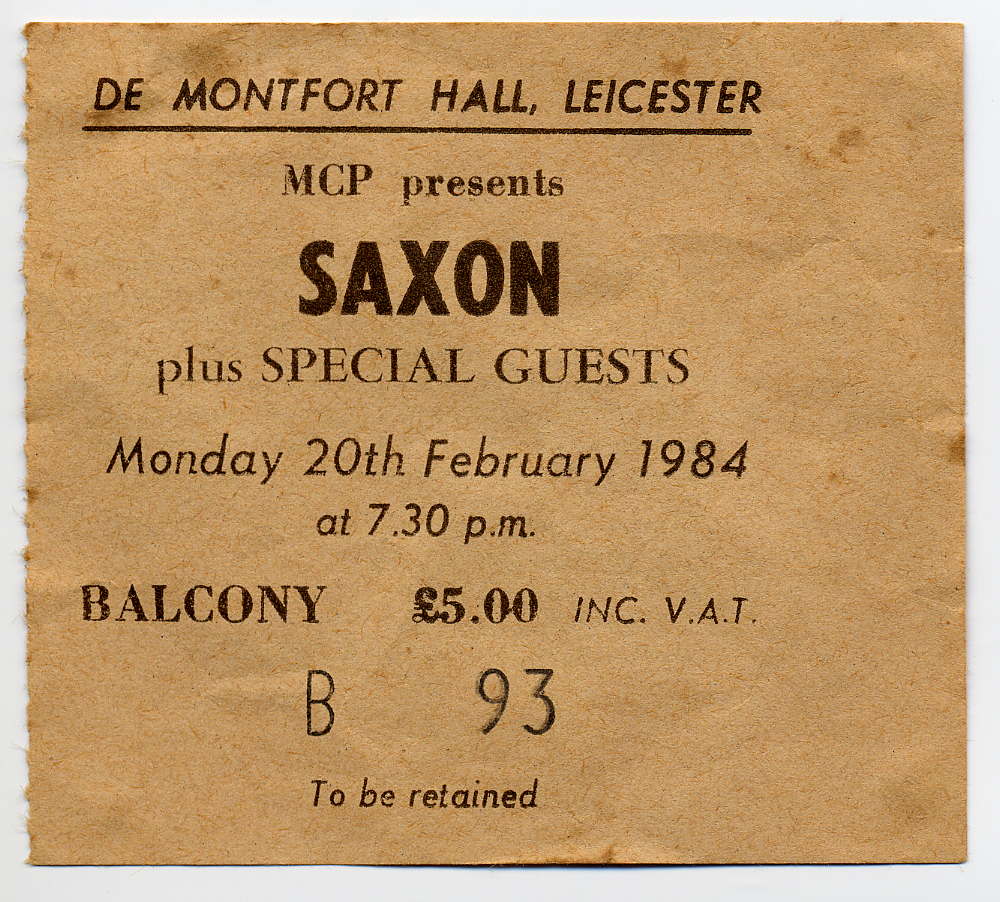 DE MONTFORT HALL, LEICESTER
MCP presents
SAXON
plus SPECIAL GUESTS
Monday 20th February 1984
at 7.30 p.m.
BALCONY £5.00 INC. V.A.T.
B 93
To be retained